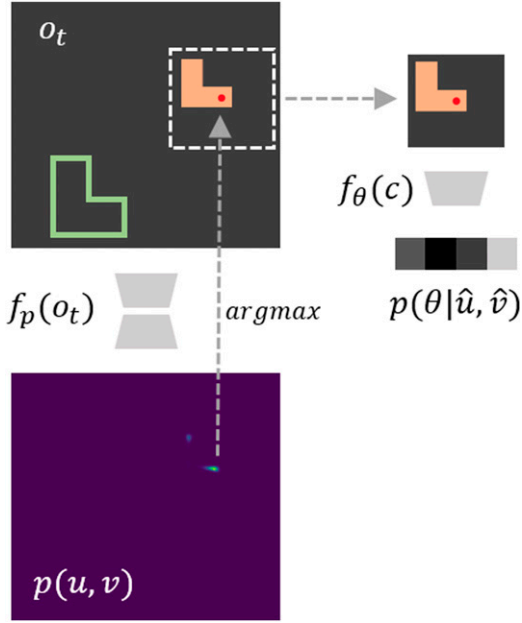 o_t
f_θ(c)
f_p(o_t)
argmax
p(θ|û, v̂)
p(u, v)